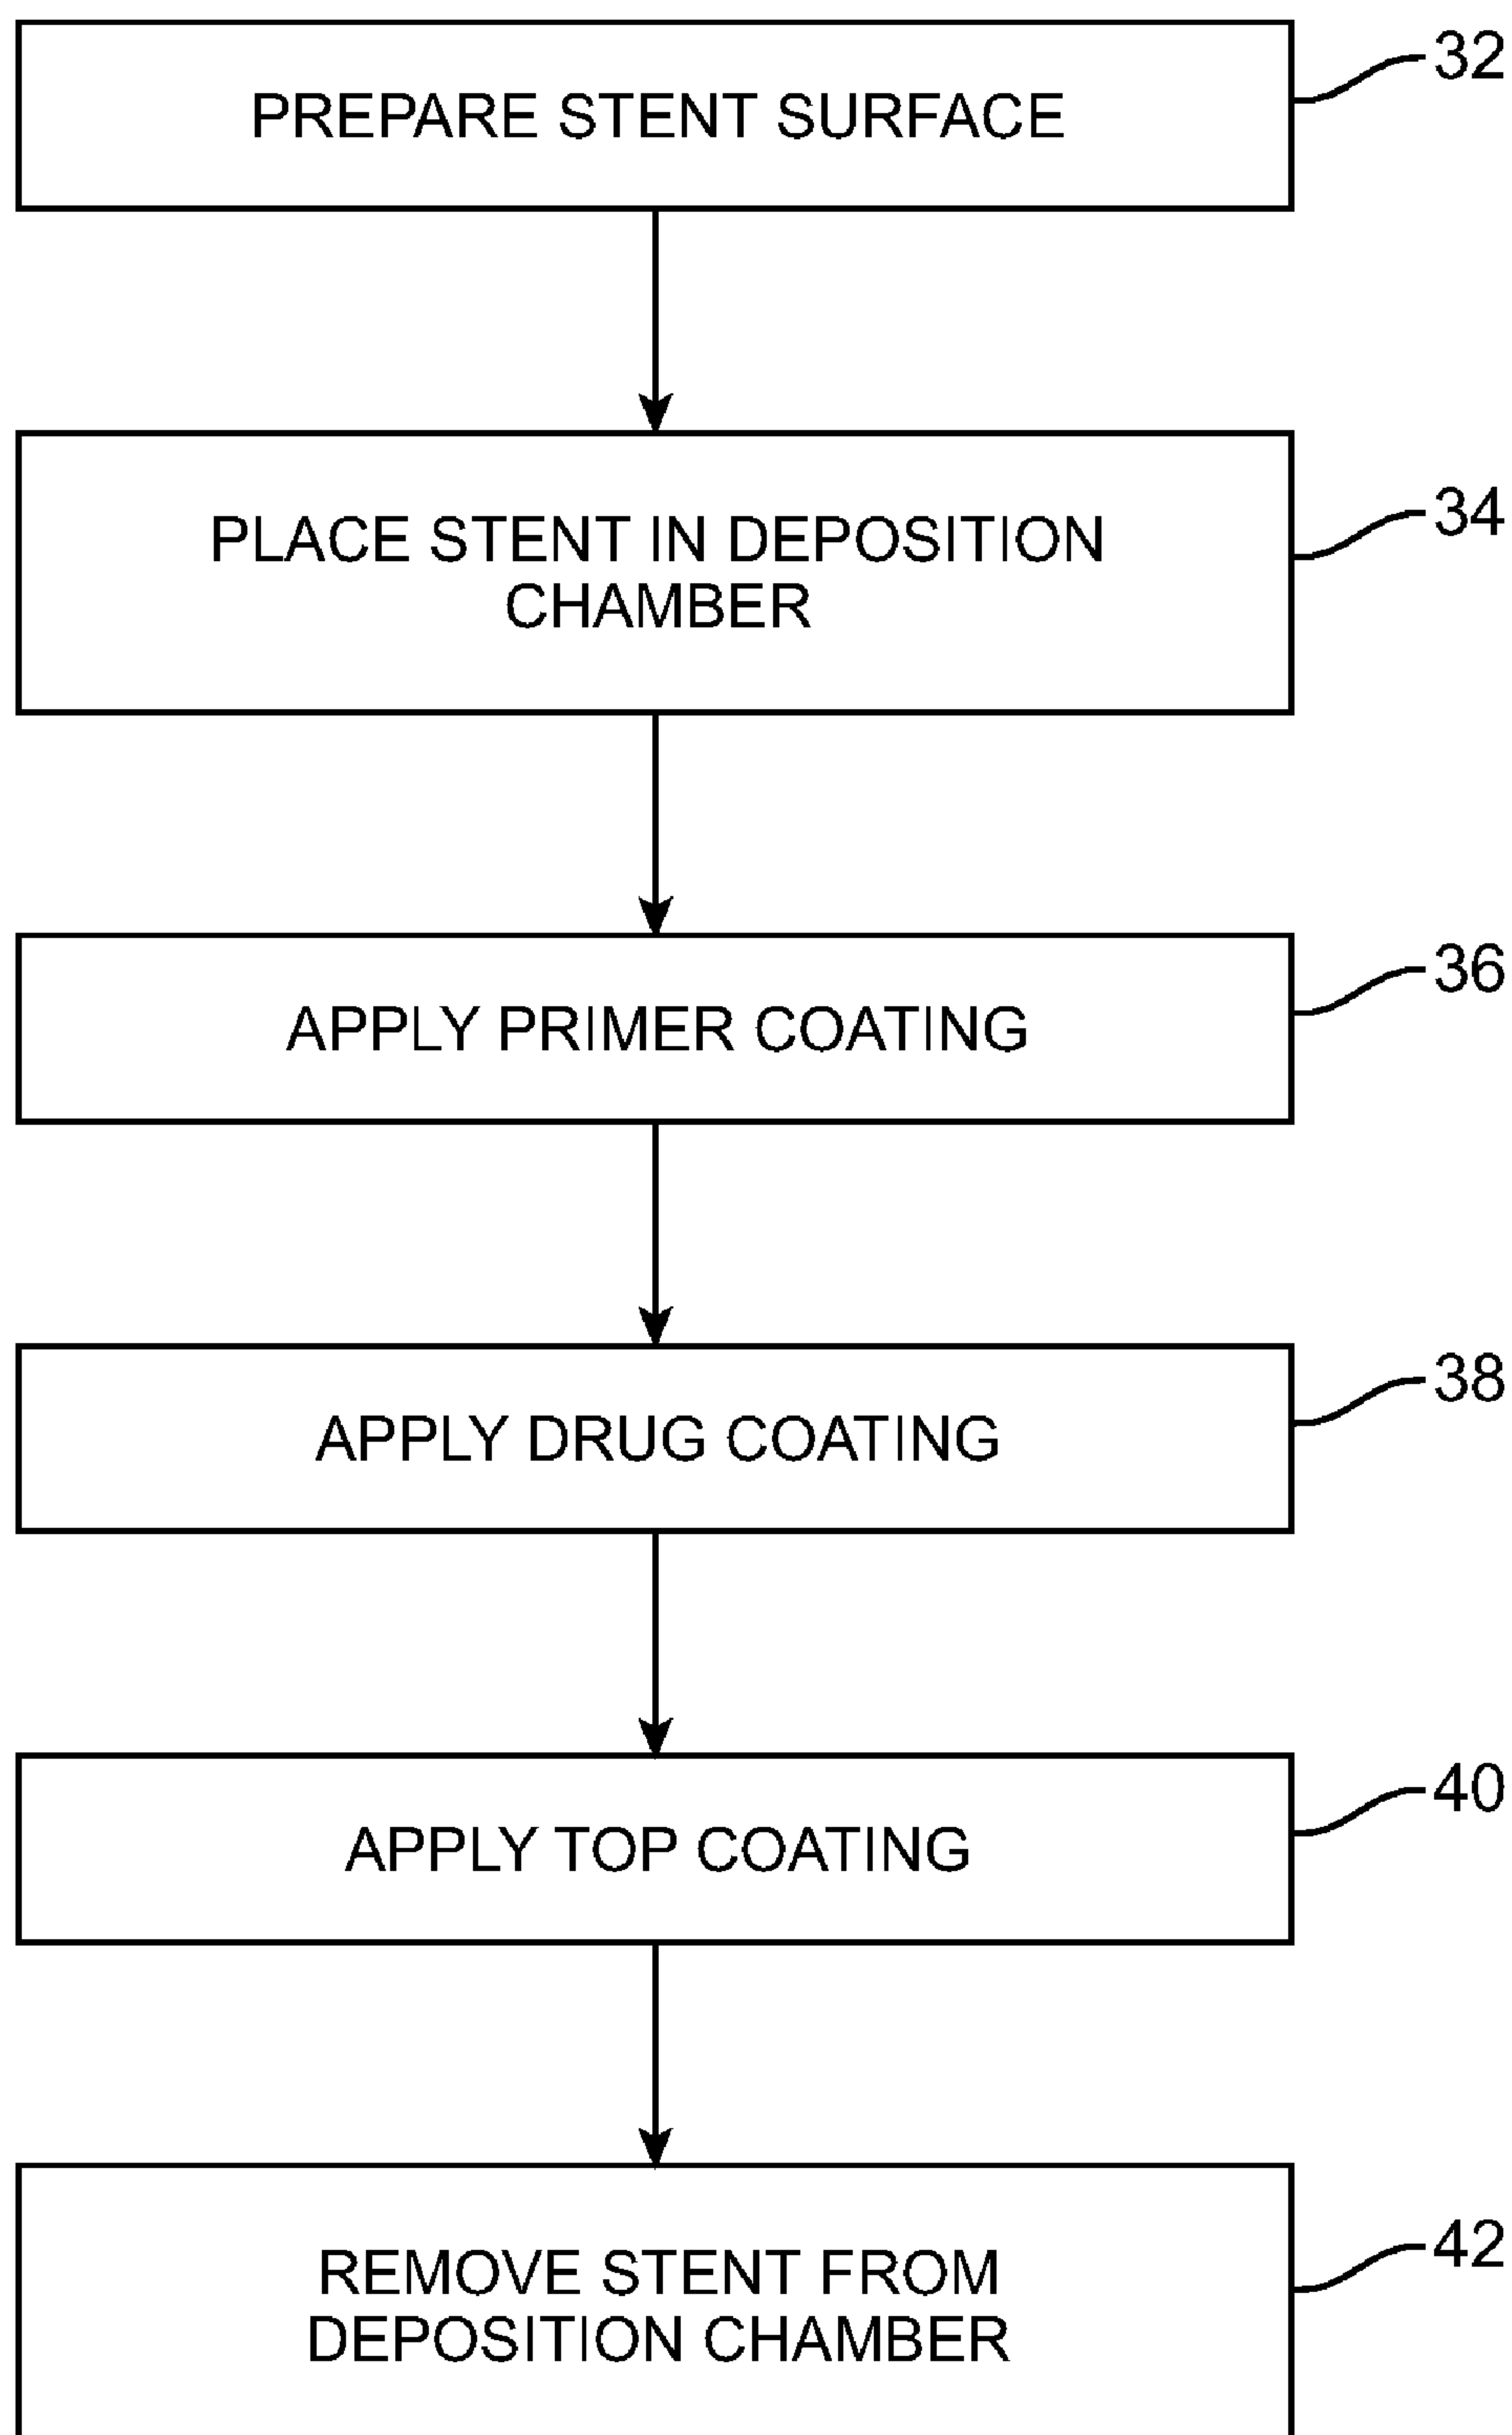 PREPARE STENT SURFACE
32
PLACE STENT IN DEPOSITION
CHAMBER
34
APPLY PRIMER COATING
36
APPLY DRUG COATING
38
APPLY TOP COATING
40
REMOVE STENT FROM
DEPOSITION CHAMBER
42